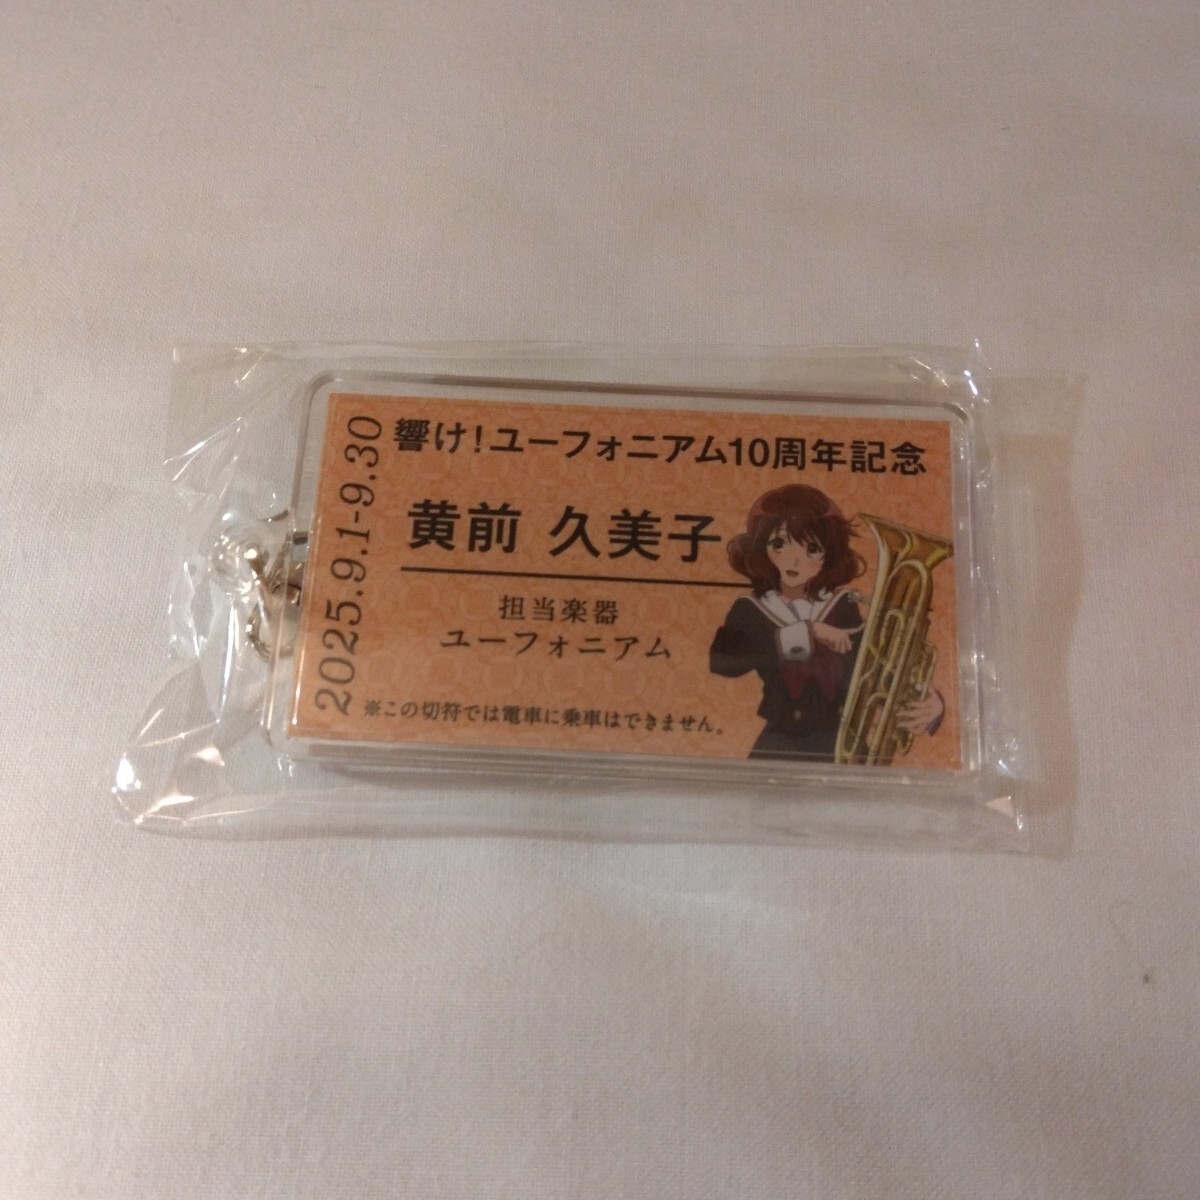 響け!ユーフォニアム10周年記念
黄前 久美子
担当楽器
ユーフォニアム
※この切符では電車に乗車はできません。
2025.9.1-9.30